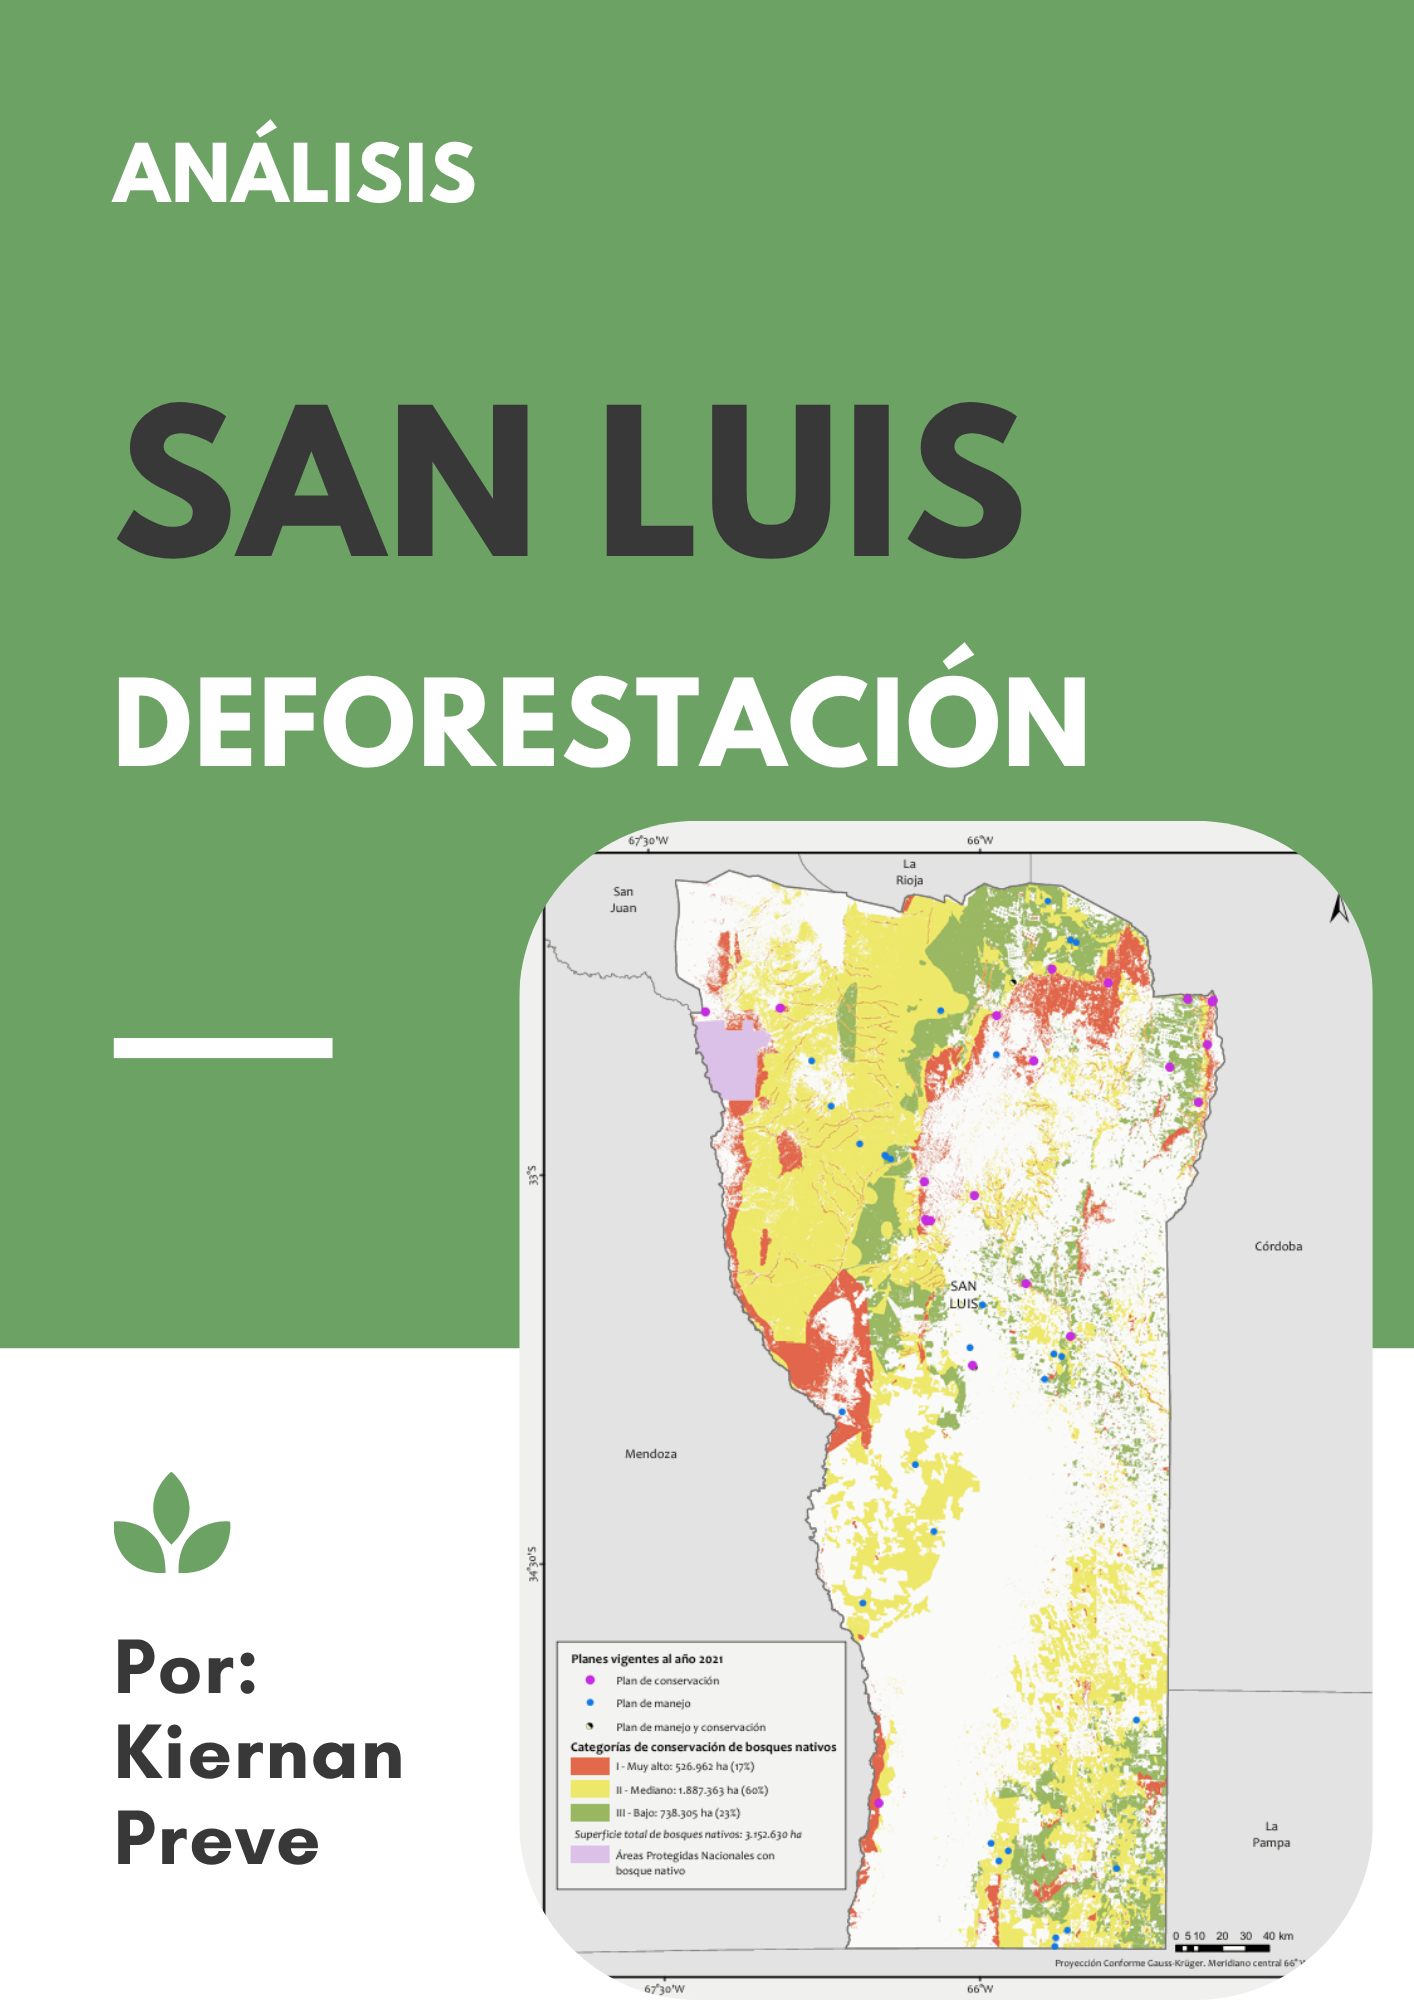 ANÁLISIS
SAN LUIS
DEFORESTACIÓN
67°30'W
66°W
San
Juan
La
Rioja
33°S
Córdoba
SAN
LUIS
Mendoza
34°30'S
Por:
Kiernan
Preve
Planes vigentes al año 2021
Plan de conservación
Plan de manejo
Plan de manejo y conservación
Categorías de conservación de bosques nativos
I - Muy alto: 526.962 ha (17%)
II - Mediano: 1.887.363 ha (60%)
III - Bajo: 738.305 ha (23%)
Superficie total de bosques nativos: 3.152.630 ha
Áreas Protegidas Nacionales con
bosque nativo
La
Pampa
0 5 10 20 30 40 km
Proyección Conforme Gauss-Krüger. Meridiano central 66°
67°30'W
66°W